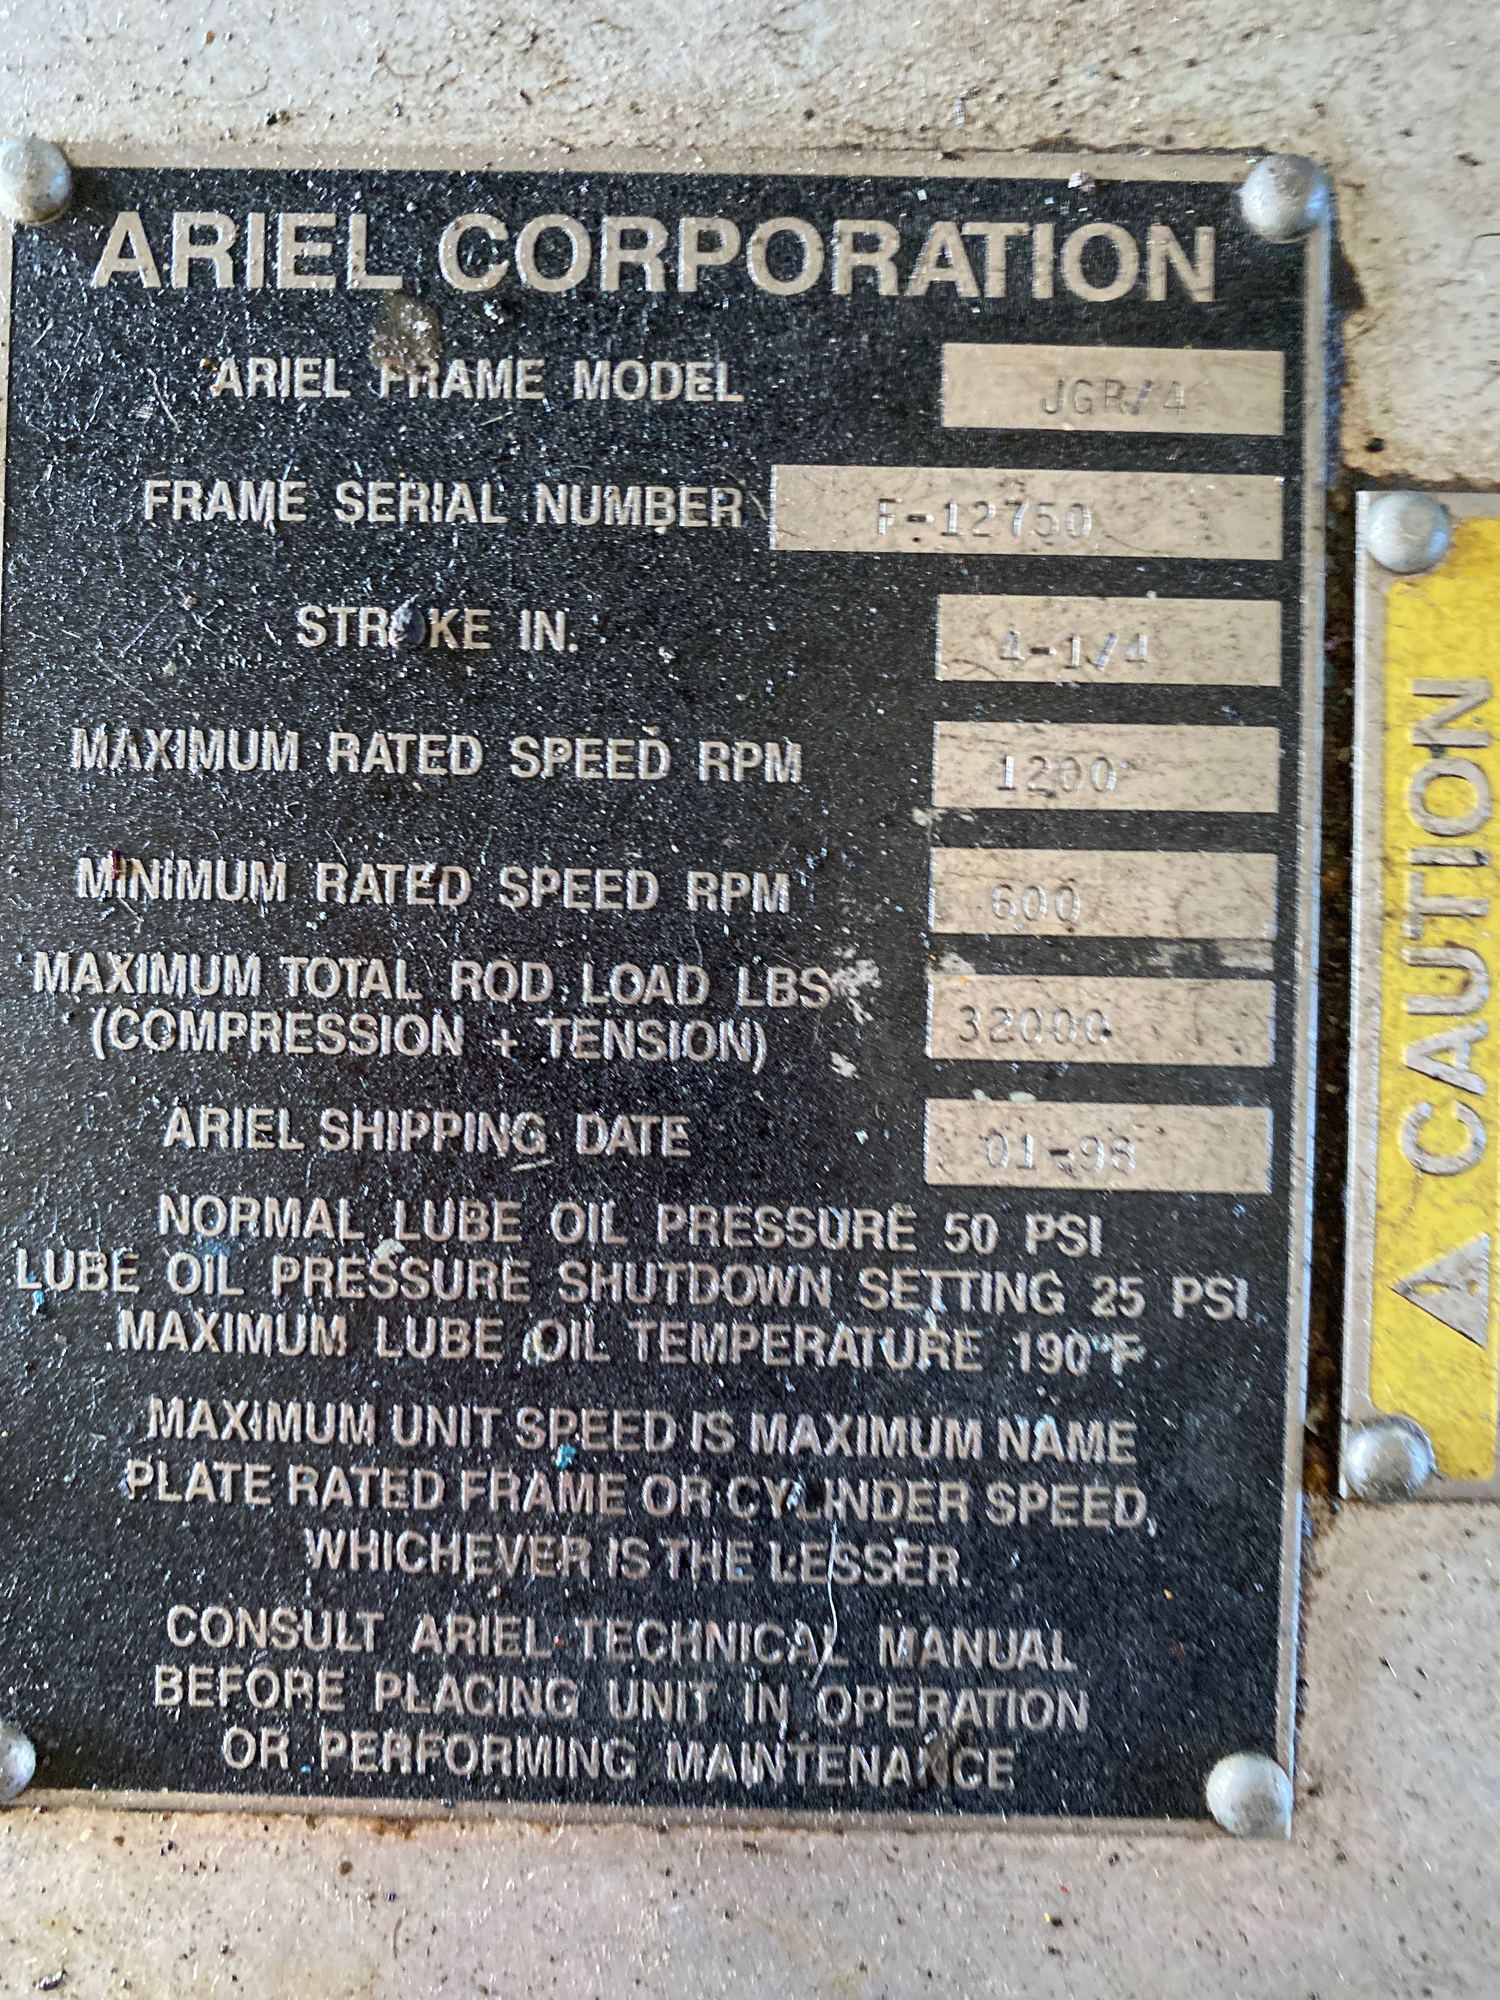 ARIEL CORPORATION
ARIEL FRAME MODEL JGR/4
FRAME SERIAL NUMBER F-12750
STROKE IN. 4-1/4
MAXIMUM RATED SPEED RPM 1200
MINIMUM RATED SPEED RPM 600
MAXIMUM TOTAL ROD LOAD LBS 32000
(COMPRESSION + TENSION)
ARIEL SHIPPING DATE 01-98
NORMAL LUBE OIL PRESSURE 50 PSI
LUBE OIL PRESSURE SHUTDOWN SETTING 25 PSI
MAXIMUM LUBE OIL TEMPERATURE 190°F
MAXIMUM UNIT SPEED IS MAXIMUM NAME
PLATE RATED FRAME OR CYLINDER SPEED,
WHICHEVER IS THE LESSER.
CONSULT ARIEL TECHNICAL MANUAL
BEFORE PLACING UNIT IN OPERATION
OR PERFORMING MAINTENANCE
CAUTION